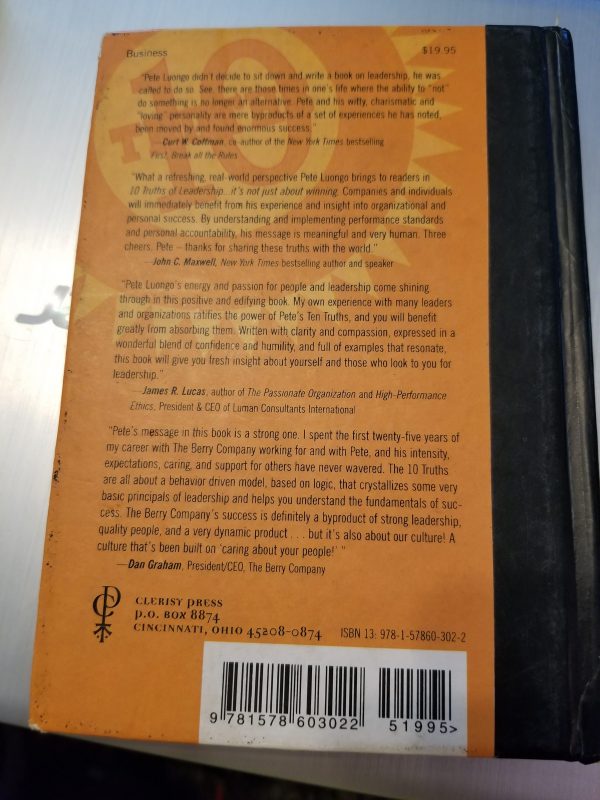 Business
$19.95
10
"Pete Luongo didn't decide to sit down and write a book on leadership, he was
called to do so. See, there are those times in one's life where the ability to "not"
do something is no longer an alternative. Pete and his witty, charismatic and
"loving" personality are mere byproducts of a set of experiences he has noted,
been moved by and found enormous success."
—Curt W. Coffman, co-author of the New York Times bestselling
First, Break all the Rules
"What a refreshing, real-world perspective Pete Luongo brings to readers in
10 Truths of Leadership...it's not just about winning. Companies and individuals
will immediately benefit from his experience and insight into organizational and
personal success. By understanding and implementing performance standards
and personal accountability, his message is meaningful and very human. Three
cheers, Pete – thanks for sharing these truths with the world."
—John C. Maxwell, New York Times bestselling author and speaker
"Pete Luongo's energy and passion for people and leadership come shining
through in this positive and edifying book. My own experience with many leaders
and organizations ratifies the power of Pete's Ten Truths, and you will benefit
greatly from absorbing them. Written with clarity and compassion, expressed in a
wonderful blend of confidence and humility, and full of examples that resonate,
this book will give you fresh insight about yourself and those who look to you for
leadership."
—James R. Lucas, author of The Passionate Organization and High-Performance
Ethics, President & CEO of Luman Consultants International
"Pete's message in this book is a strong one. I spent the first twenty-five years of
my career with The Berry Company working for and with Pete, and his intensity,
expectations, caring, and support for others have never wavered. The 10 Truths
are all about a behavior driven model, based on logic, that crystallizes some very
basic principals of leadership and helps you understand the fundamentals of suc-
cess. The Berry Company's success is definitely a byproduct of strong leadership,
quality people, and a very dynamic product . . . but it's also about our culture! A
culture that's been built on 'caring about your people!' "
—Dan Graham, President/CEO, The Berry Company
CLERISY PRESS
P.O. BOX 8874
CINCINNATI, OHIO 45208-0874
ISBN 13: 978-1-57860-302-2
9 781578 603022
51995>